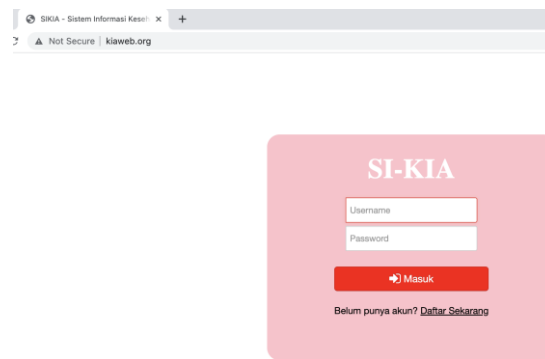 SIKIA - Sistem Informasi Keseh
Not Secure | kiaweb.org
SI-KIA
Username
Password
Masuk
Belum punya akun? Daftar Sekarang